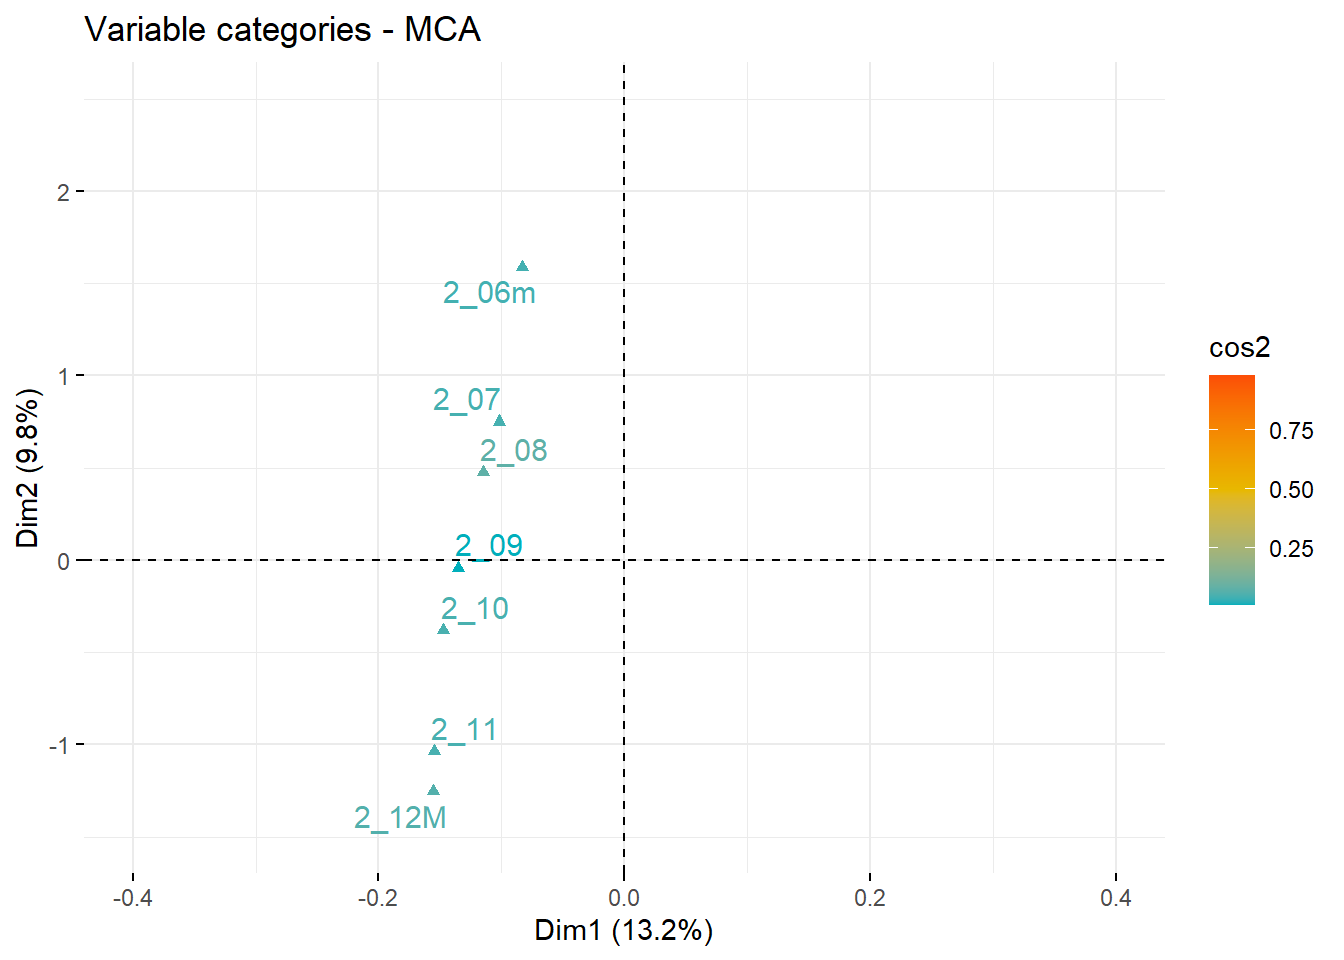 Variable categories - MCA
2
1
0
-1
Dim2 (9.8%)
2_06m
2_07
2_08
2_09
2_10
2_11
2_12M
-0.4
-0.2
0.0
0.2
0.4
Dim1 (13.2%)
cos2
0.75
0.50
0.25